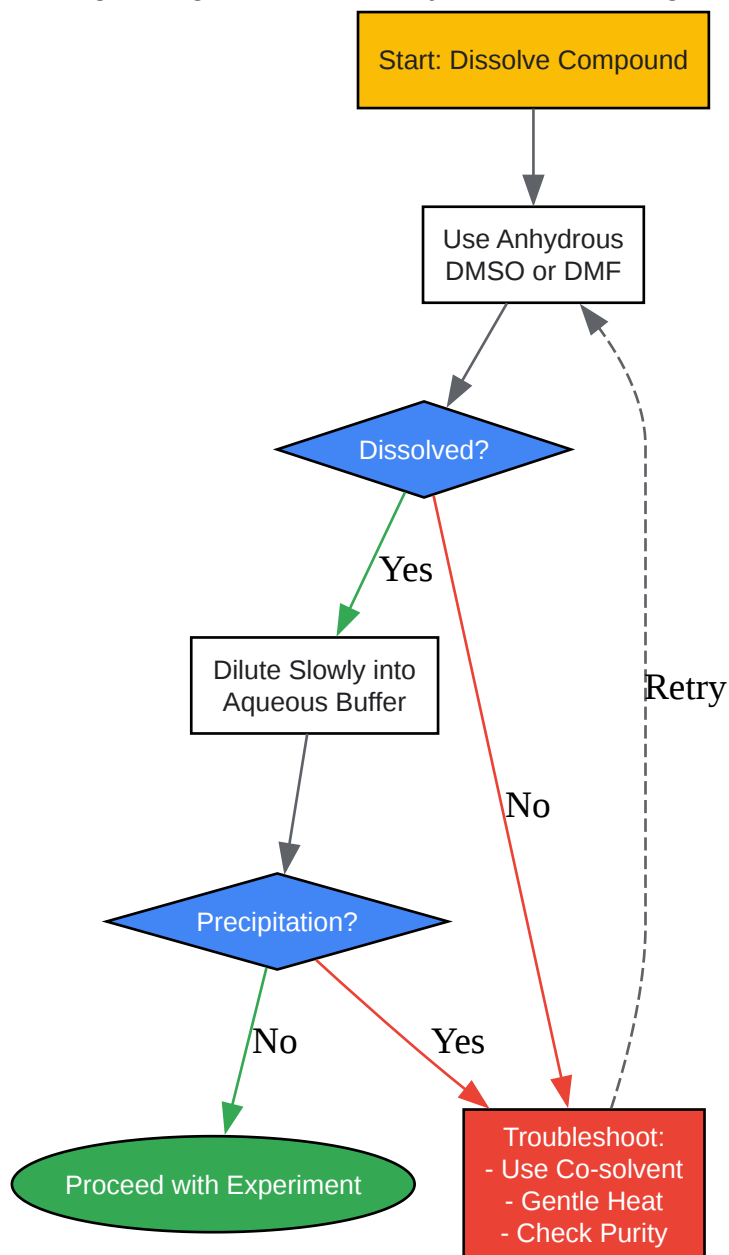 Start: Dissolve Compound
Use Anhydrous
DMSO or DMF
Dissolved?
Yes
Dilute Slowly into
Aqueous Buffer
Retry
No
Precipitation?
No
Yes
Proceed with Experiment
Troubleshoot:
- Use Co-solvent
- Gentle Heat
- Check Purity